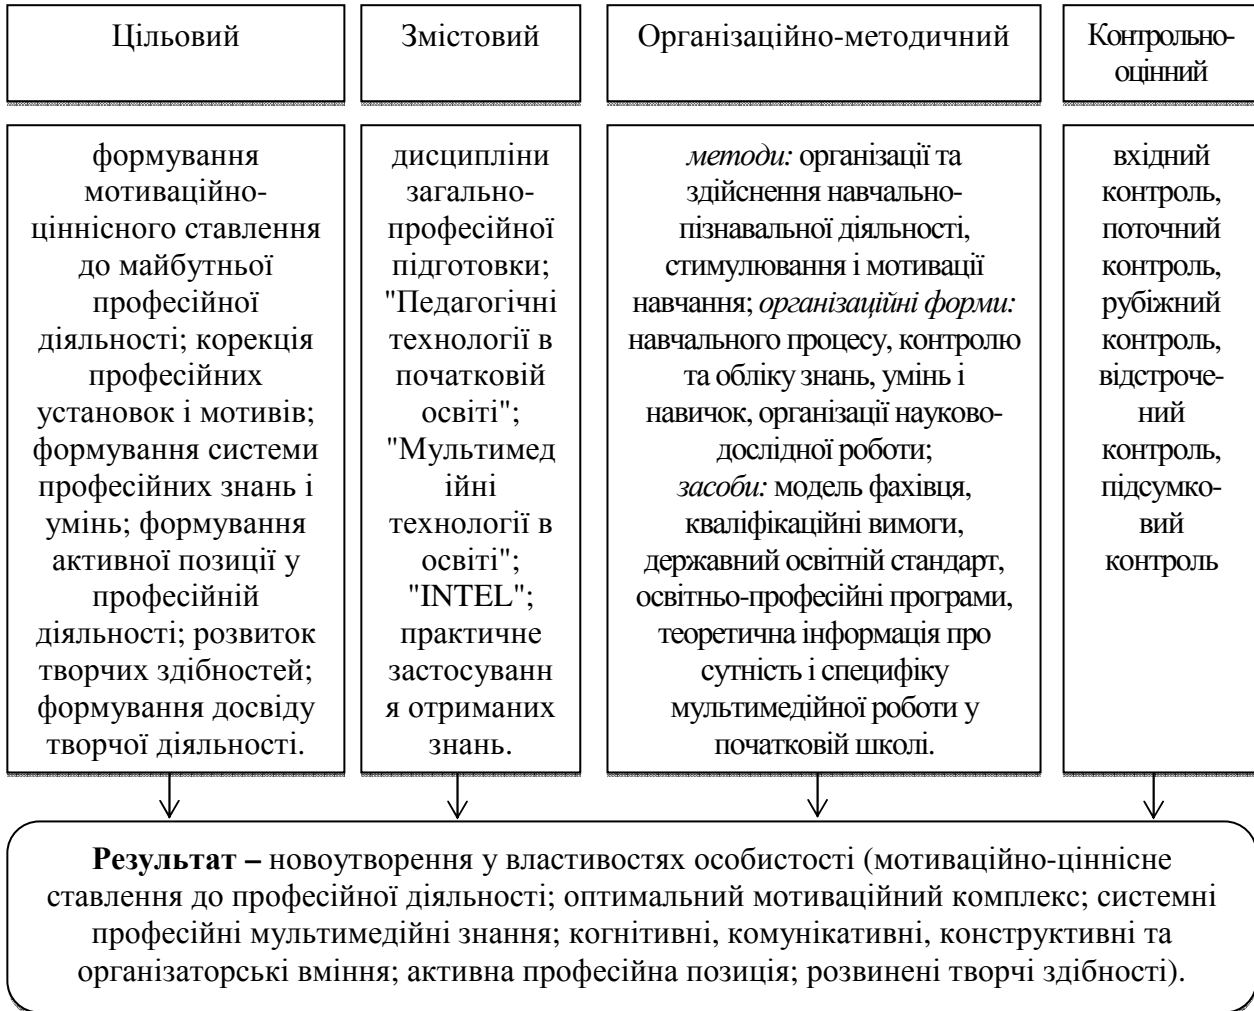 Цільовий
Змістовий
Організаційно-методичний
Контрольно-
оцінний
формування
мотиваційно-
ціннісного ставлення
до майбутньої
професійної
діяльності; корекція
професійних
установок і мотивів;
формування системи
професійних знань і
умінь; формування
активної позиції у
професійній
діяльності; розвиток
творчих здібностей;
формування досвіду
творчої діяльності.
дисципліни
загально-
професійної
підготовки;
"Педагогічні
технології в
початковій
освіті";
"Мультимед
ійні
технології в
освіті";
"INTEL";
практичне
застосуванн
я отриманих
знань.
методи: організації та
здійснення навчально-
пізнавальної діяльності,
стимулювання і мотивації
навчання; організаційні форми:
навчального процесу, контролю
та обліку знань, умінь і
навичок, організації науково-
дослідної роботи;
засоби: модель фахівця,
кваліфікаційні вимоги,
державний освітній стандарт,
освітньо-професійні програми,
теоретична інформація про
сутність і специфіку
мультимедійної роботи у
початковій школі.
вхідний
контроль,
поточний
контроль,
рубіжний
контроль,
відстроче-
ний
контроль,
підсумко-
вий
контроль
Результат – новоутворення у властивостях особистості (мотиваційно-ціннісне
ставлення до професійної діяльності; оптимальний мотиваційний комплекс; системні
професійні мультимедійні знання; когнітивні, комунікативні, конструктивні та
організаторські вміння; активна професійна позиція; розвинені творчі здібності).